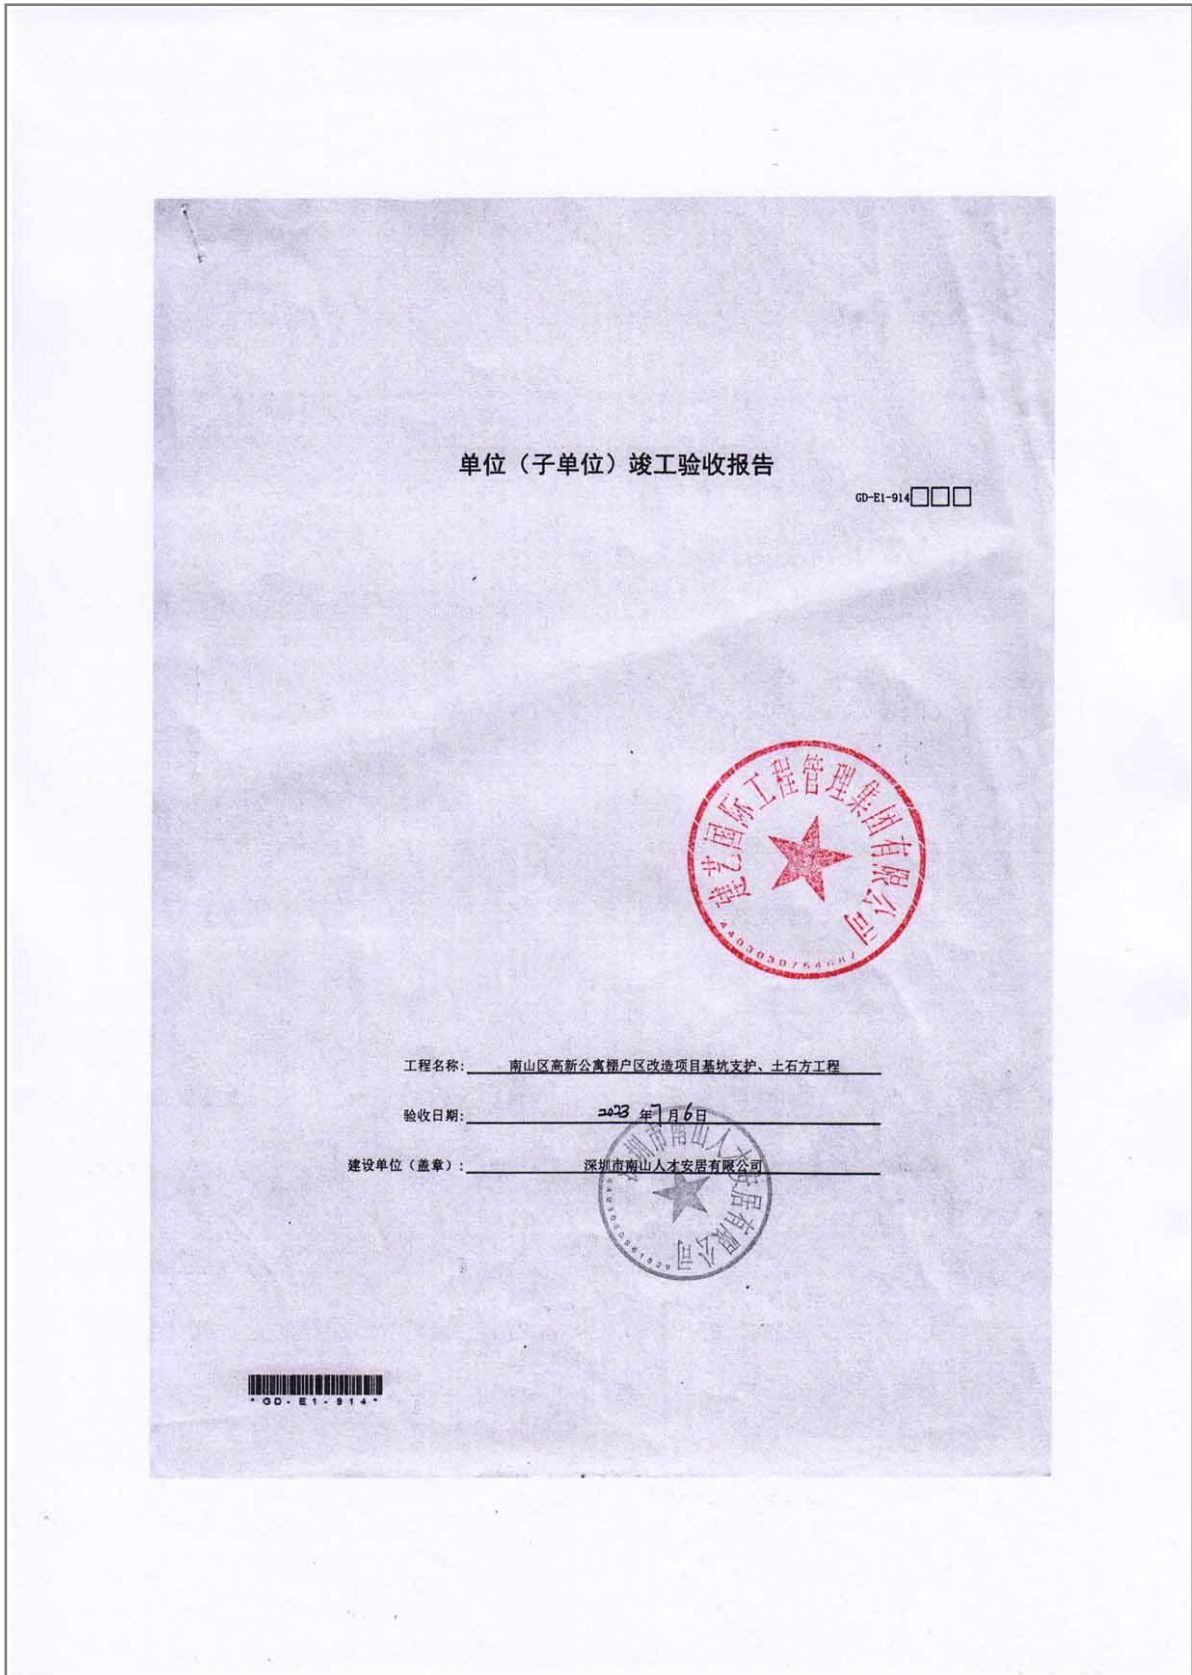 单位（子单位）竣工验收报告
GD-E1-914□□□
建艺国际工程管理集团有限公司
工程名称: 南山区高新公寓棚户区改造项目基坑支护、土石方工程
验收日期: 2023 年7月6日
建设单位（盖章）: 深圳市南山人才安居有限公司
深圳市南山人才安居有限公司
*GD-E1-914*